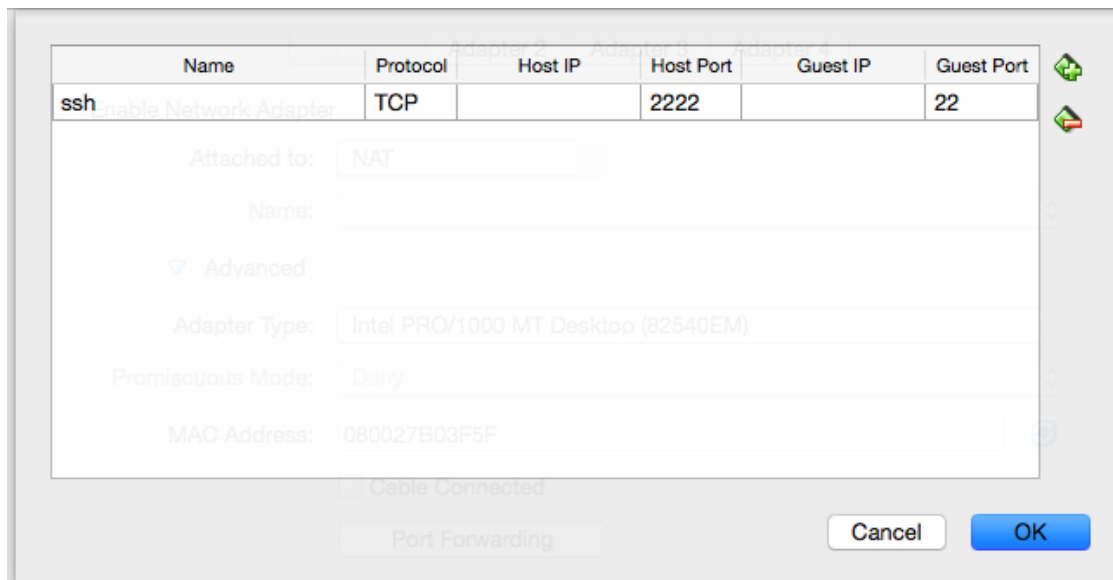 Adapter 2 Adapter 3 Adapter 4
Name Protocol Host IP Host Port Guest IP Guest Port
ssh TCP 2222 22
Enable Network Adapter
Attached to: NAT
Name:
Advanced
Adapter Type: Intel PRO/1000 MT Desktop (82540EM)
Promiscuous Mode: Deny
MAC Address: 080027B03F5F
Cable Connected
Port Forwarding
Cancel OK